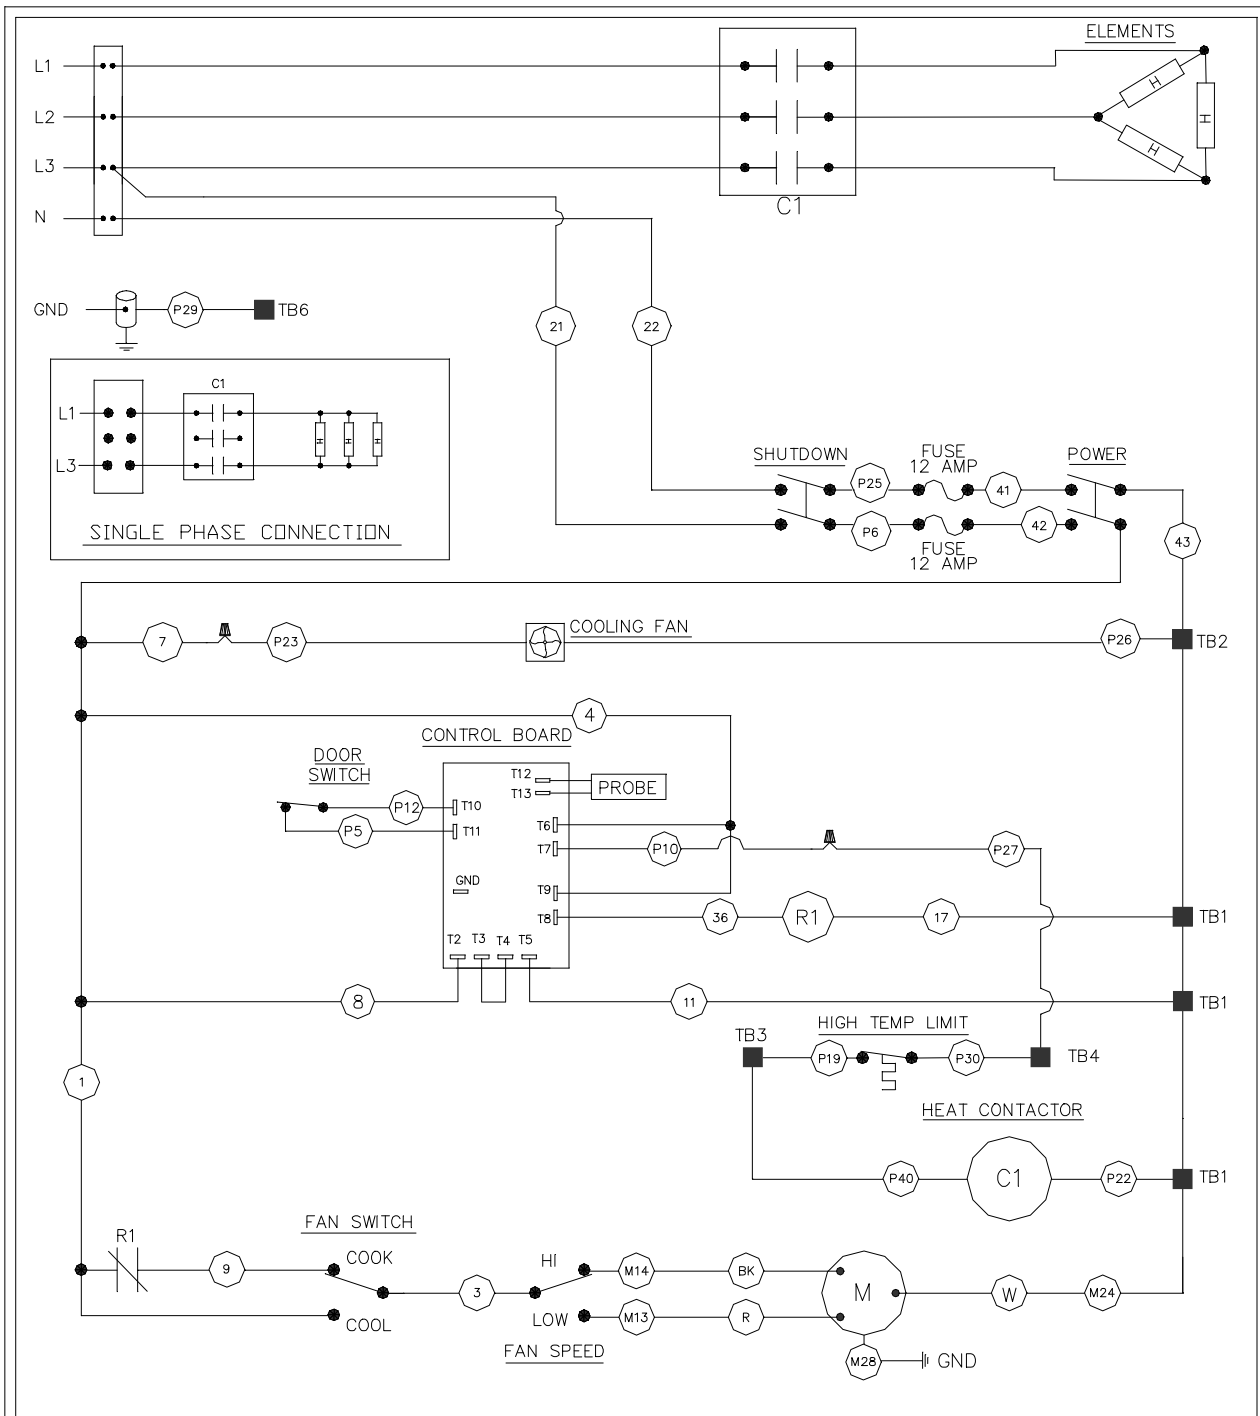 ELEMENTS
L1
H
L2
H
H
L3
C1
N
GND
P29
TB6
21
22
C1
L1
H
H
H
L3
SINGLE PHASE CONNECTION
SHUTDOWN
FUSE
12 AMP
POWER
P25
41
P6
42
FUSE
12 AMP
43
7
P23
COOLING FAN
P26
TB2
4
CONTROL BOARD
DOOR
SWITCH
T12
T13
PROBE
P12
T10
P5
T11
T6
T7
P10
P27
GND
T9
T8
36
R1
17
TB1
T2
T3
T4
T5
8
11
TB1
HIGH TEMP LIMIT
TB3
P19
P30
TB4
1
HEAT CONTACTOR
P40
C1
P22
TB1
FAN SWITCH
R1
9
COOK
HI
M14
BK
3
M
W
M24
COOL
LOW
M13
R
FAN SPEED
M28
GND